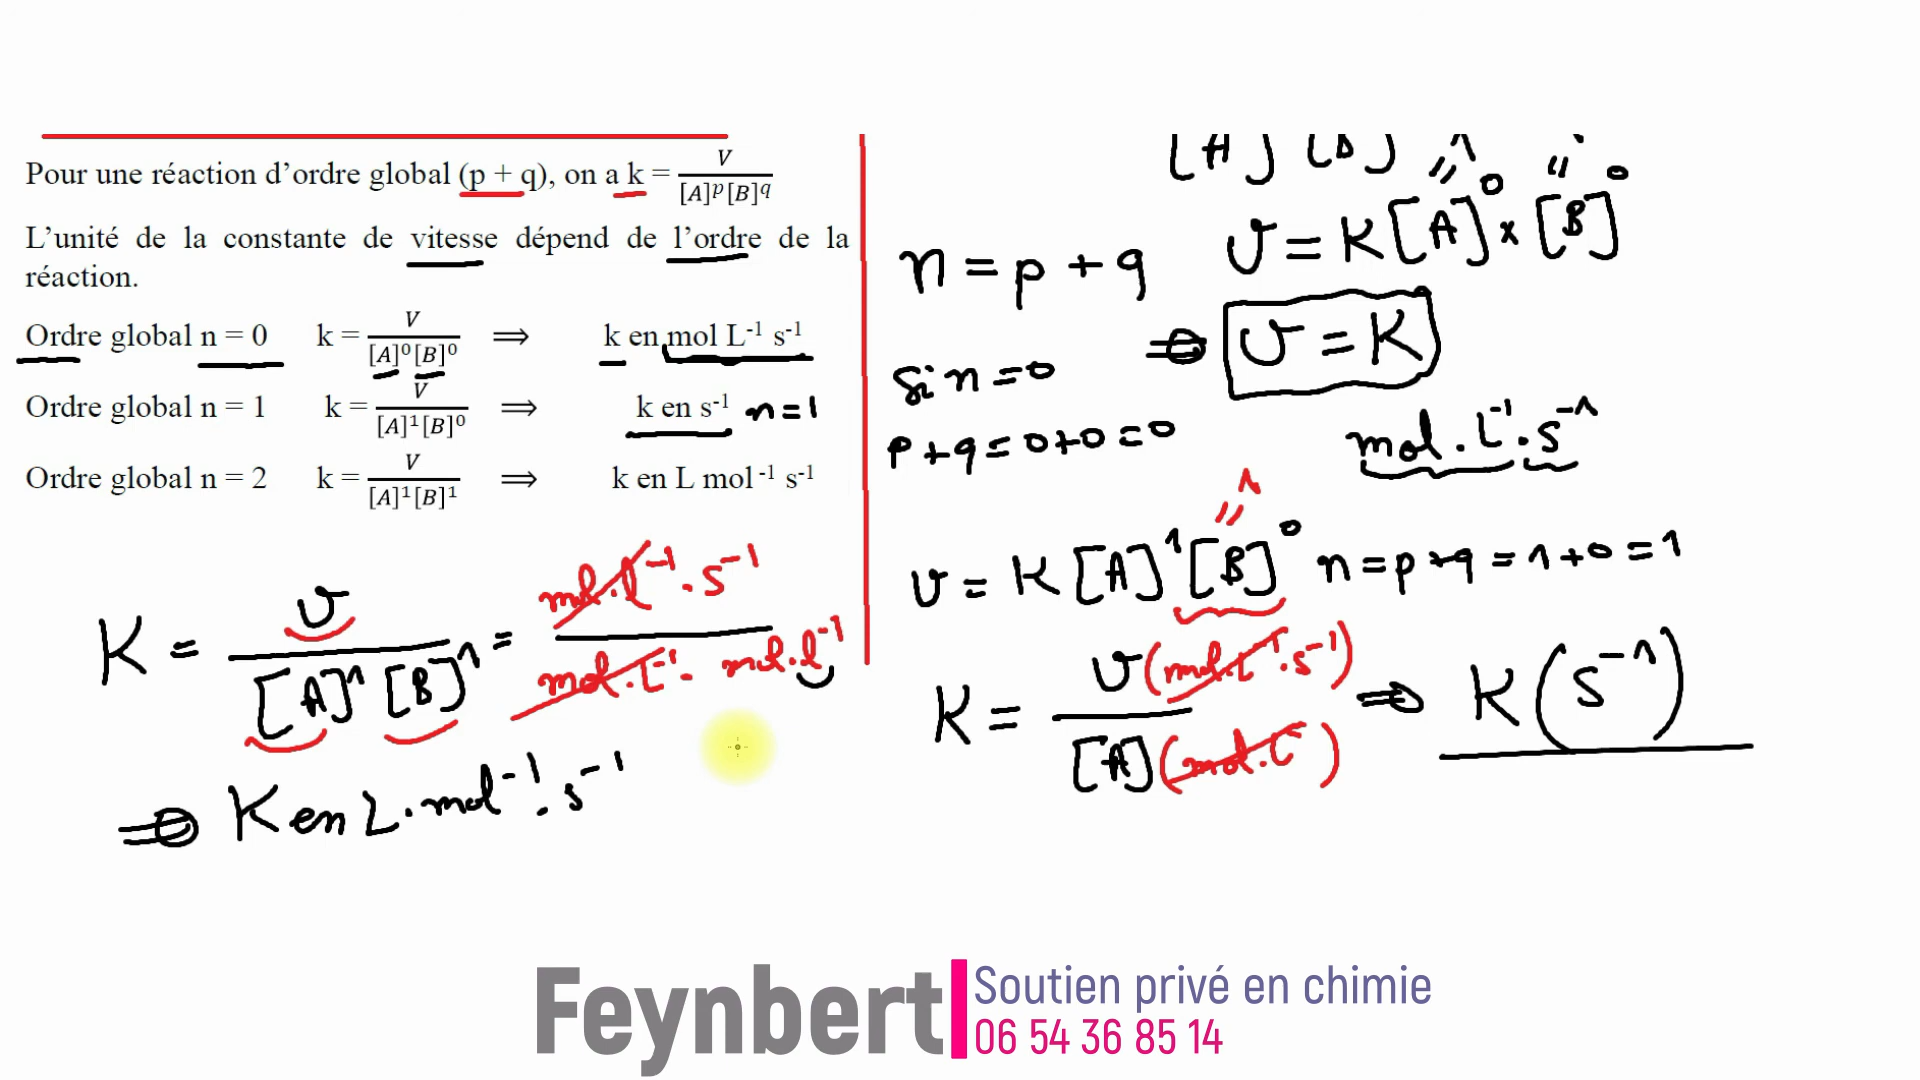 Pour une réaction d'ordre global (p + q), on a k = V / [A]^p[B]^q
L'unité de la constante de vitesse dépend de l'ordre de la
réaction.
Ordre global n = 0 k = V / [A]^0[B]^0 ⟹ k en mol L^-1 s^-1
Ordre global n = 1 k = V / [A]^1[B]^0 ⟹ k en s^-1 n=1
Ordre global n = 2 k = V / [A]^1[B]^1 ⟹ k en L mol^-1 s^-1
K = v / [A]^1 [B]^1 = mol.l^-1.s^-1 / mol.L^-1. mol.l^-1
⟹ K en L.mol^-1.s^-1
n = p + q
v = K[A]^0 x [B]^0
⟹ v = K
si n = 0
p + q = 0+0 = 0
mol.L^-1.s^-1
v = K[A]^1[B]^0 n = p+q = 1+0 = 1
" 1
K = v (mol.L^-1.s^-1) / [A] (mol.L^-1) ⟹ K (s^-1)
Feynbert
Soutien privé en chimie
06 54 36 85 14